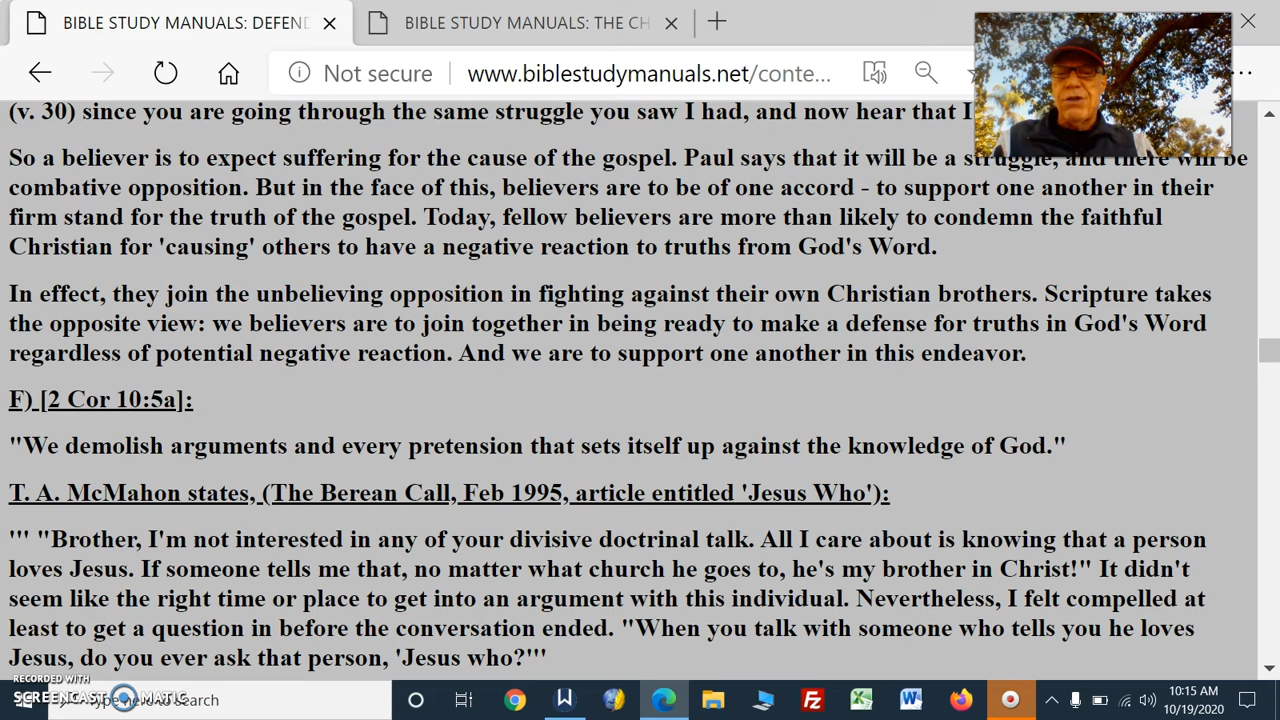 BIBLE STUDY MANUALS: DEFEND
BIBLE STUDY MANUALS: THE CH
Not secure
www.biblestudymanuals.net/conte...
(v. 30) since you are going through the same struggle you saw I had, and now hear that I
So a believer is to expect suffering for the cause of the gospel. Paul says that it will be a struggle, and there will be
combative opposition. But in the face of this, believers are to be of one accord - to support one another in their
firm stand for the truth of the gospel. Today, fellow believers are more than likely to condemn the faithful
Christian for 'causing' others to have a negative reaction to truths from God's Word.
In effect, they join the unbelieving opposition in fighting against their own Christian brothers. Scripture takes
the opposite view: we believers are to join together in being ready to make a defense for truths in God's Word
regardless of potential negative reaction. And we are to support one another in this endeavor.
F) [2 Cor 10:5a]:
"We demolish arguments and every pretension that sets itself up against the knowledge of God."
T. A. McMahon states, (The Berean Call, Feb 1995, article entitled 'Jesus Who'):
''' "Brother, I'm not interested in any of your divisive doctrinal talk. All I care about is knowing that a person
loves Jesus. If someone tells me that, no matter what church he goes to, he's my brother in Christ!" It didn't
seem like the right time or place to get into an argument with this individual. Nevertheless, I felt compelled at
least to get a question in before the conversation ended. "When you talk with someone who tells you he loves
Jesus, do you ever ask that person, 'Jesus who?'''
RECORDED WITH
SCREENCAST MATIC
Type here to search
10:15 AM
10/19/2020